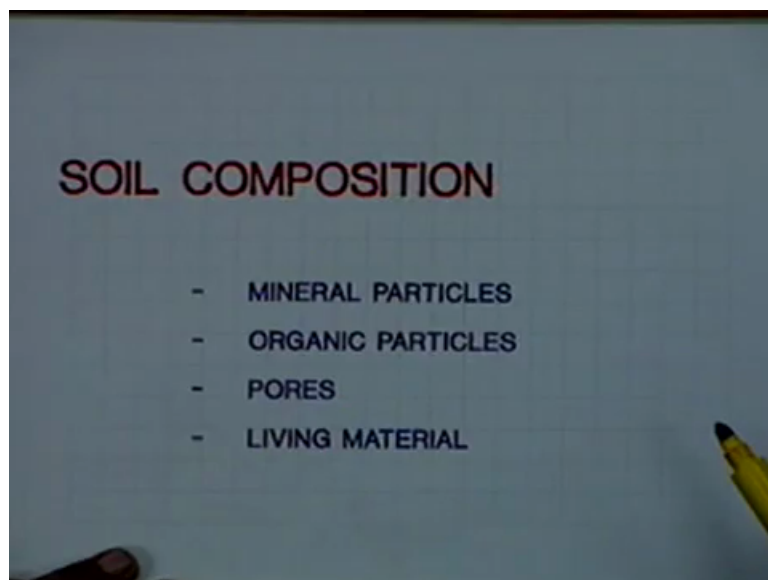 SOIL COMPOSITION
- MINERAL PARTICLES
- ORGANIC PARTICLES
- PORES
- LIVING MATERIAL